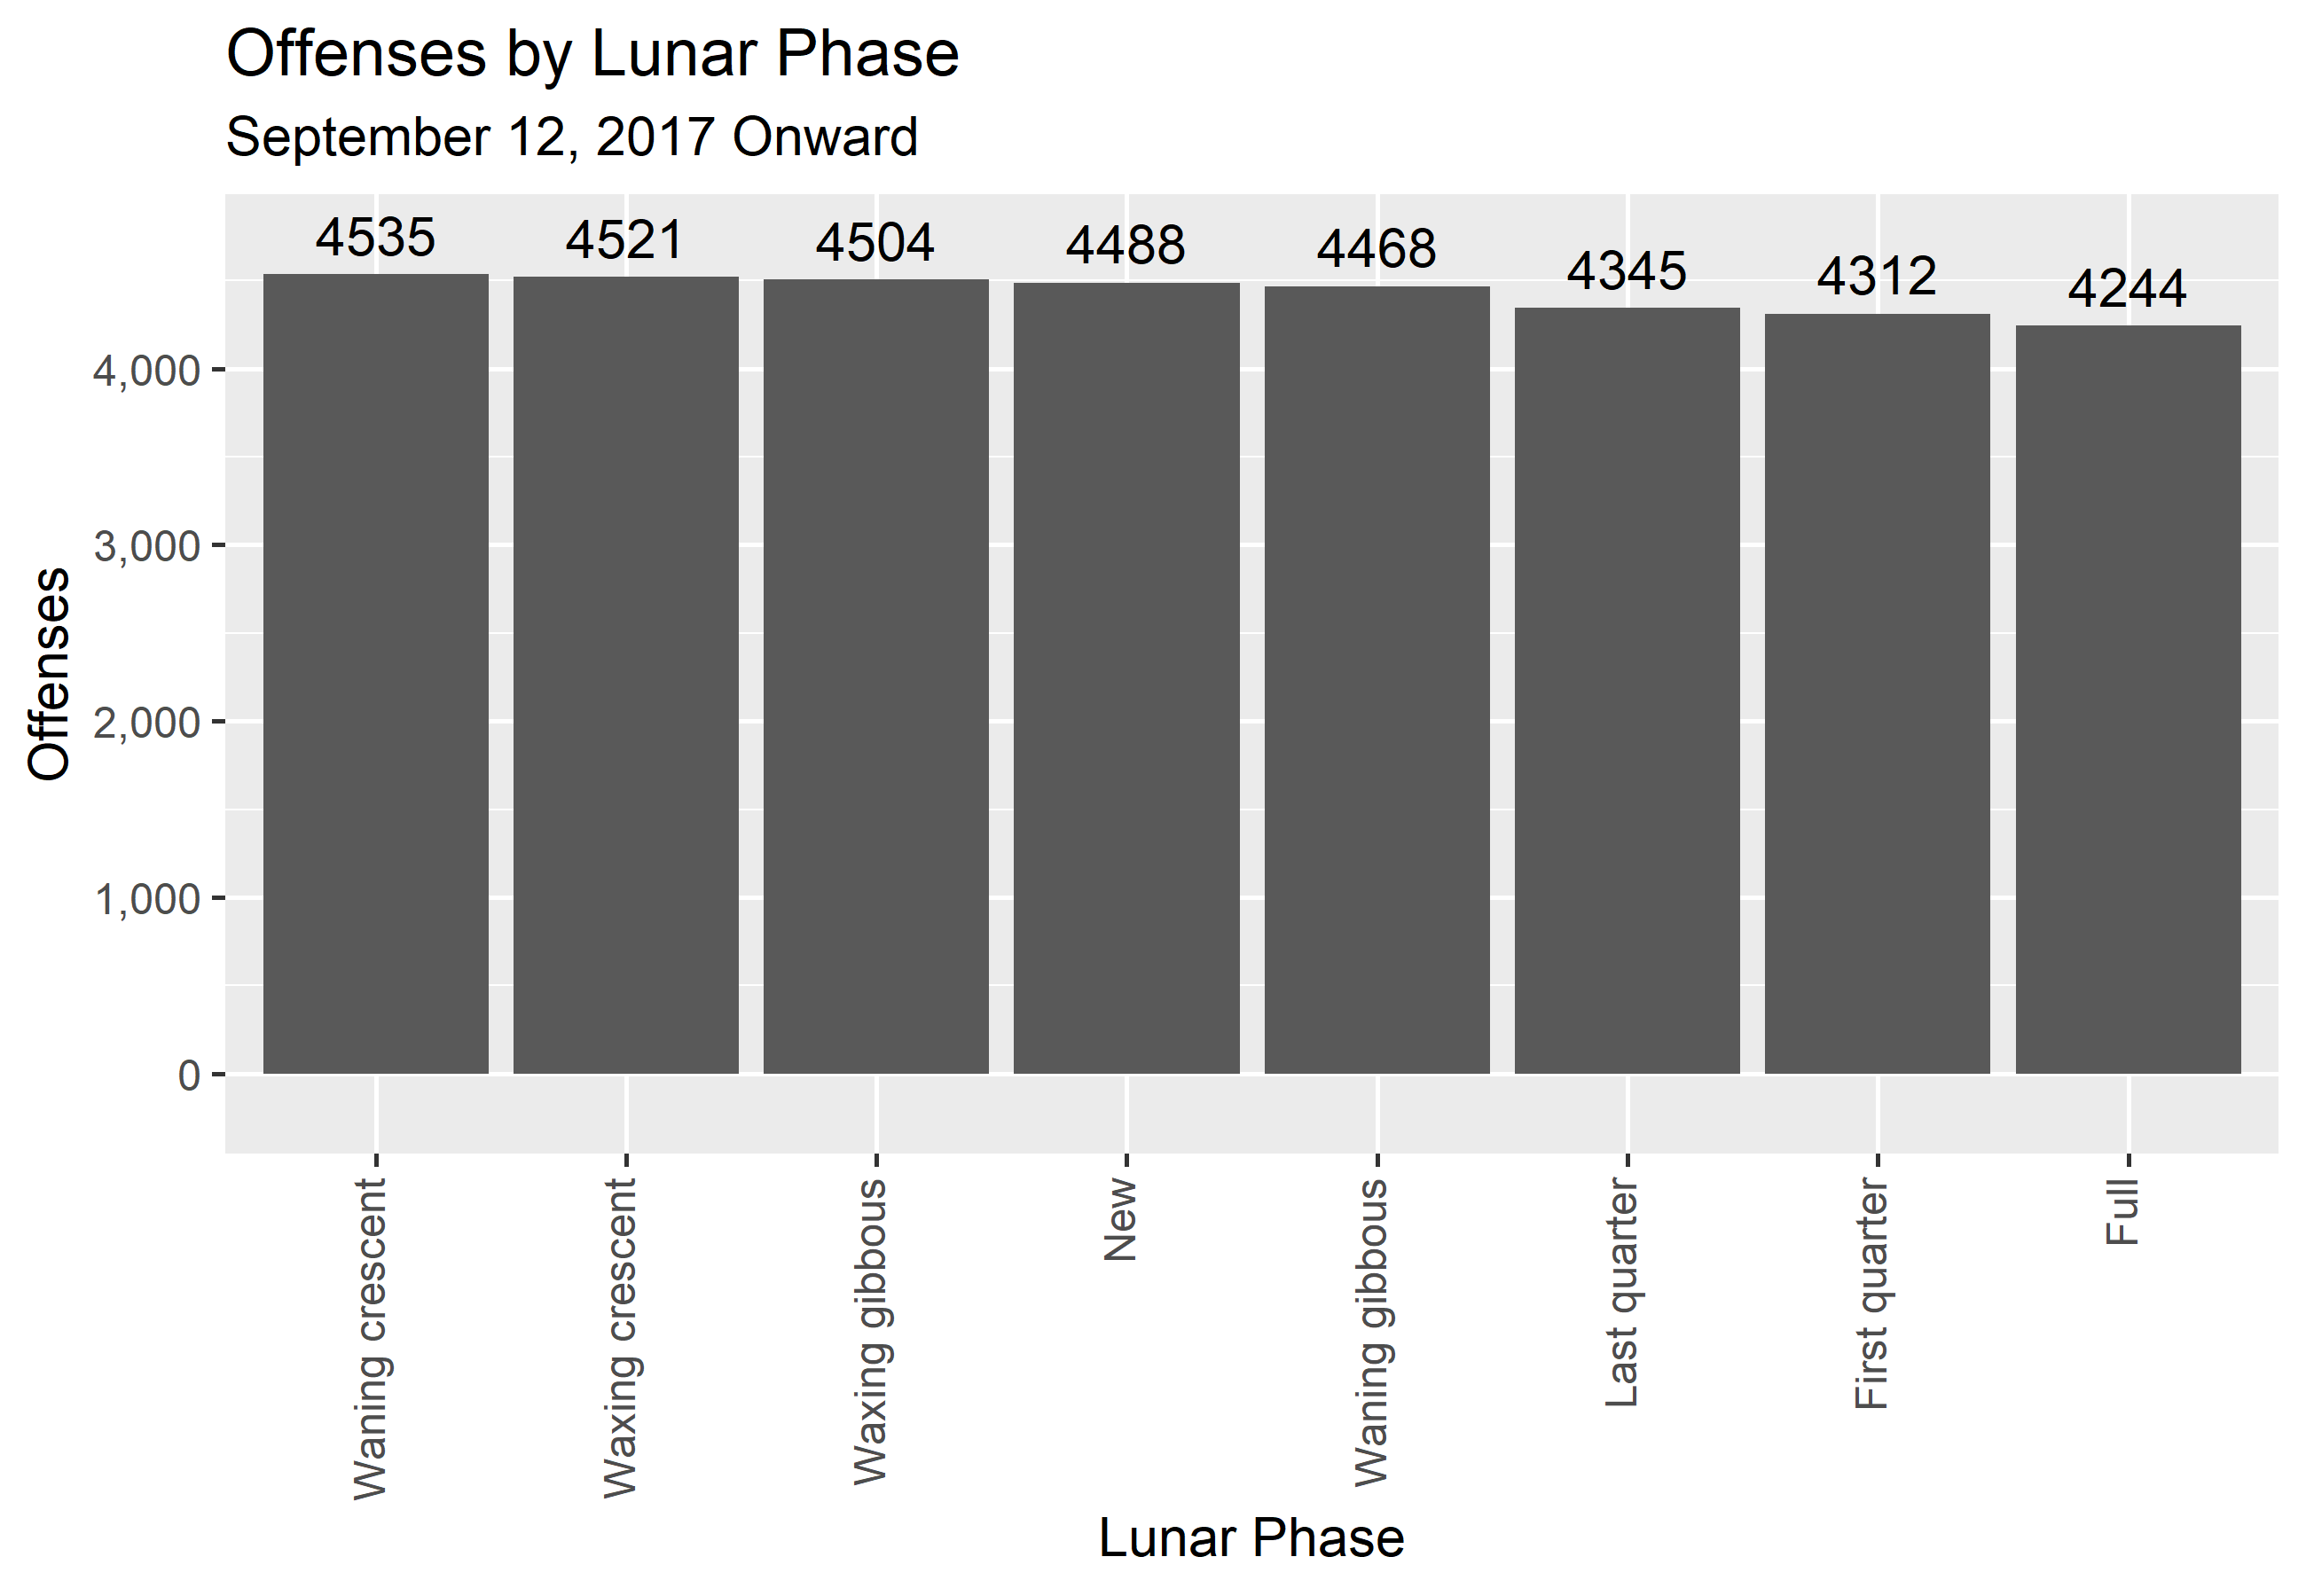 Offenses by Lunar Phase
September 12, 2017 Onward
4535
4521
4504
4488
4468
4345
4312
4244
4,000
3,000
2,000
1,000
0
Offenses
Waning crescent
Waxing crescent
Waxing gibbous
New
Waning gibbous
Last quarter
First quarter
Full
Lunar Phase